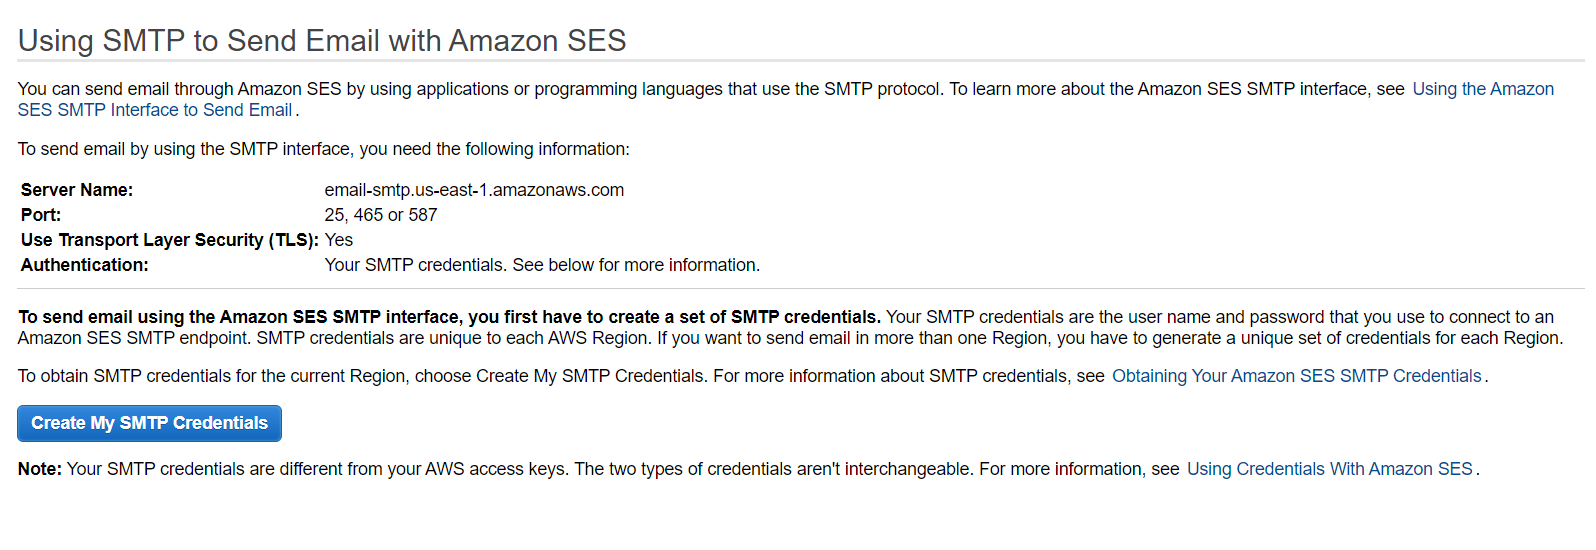 Using SMTP to Send Email with Amazon SES
You can send email through Amazon SES by using applications or programming languages that use the SMTP protocol. To learn more about the Amazon SES SMTP interface, see Using the Amazon
SES SMTP Interface to Send Email.
To send email by using the SMTP interface, you need the following information:
Server Name: email-smtp.us-east-1.amazonaws.com
Port: 25, 465 or 587
Use Transport Layer Security (TLS): Yes
Authentication: Your SMTP credentials. See below for more information.
To send email using the Amazon SES SMTP interface, you first have to create a set of SMTP credentials. Your SMTP credentials are the user name and password that you use to connect to an
Amazon SES SMTP endpoint. SMTP credentials are unique to each AWS Region. If you want to send email in more than one Region, you have to generate a unique set of credentials for each Region.
To obtain SMTP credentials for the current Region, choose Create My SMTP Credentials. For more information about SMTP credentials, see Obtaining Your Amazon SES SMTP Credentials.
Create My SMTP Credentials
Note: Your SMTP credentials are different from your AWS access keys. The two types of credentials aren't interchangeable. For more information, see Using Credentials With Amazon SES.